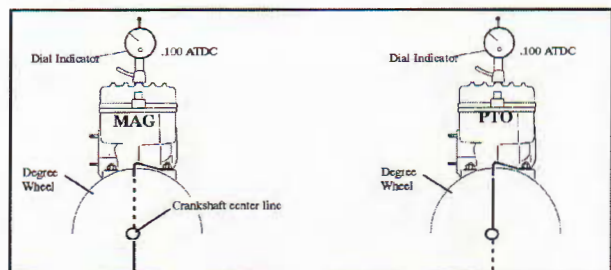 Dial Indicator
.100 ATDC
MAG
Degree
Wheel
Crankshaft center line
Dial Indicator
.100 ATDC
PTO
Degree
Wheel